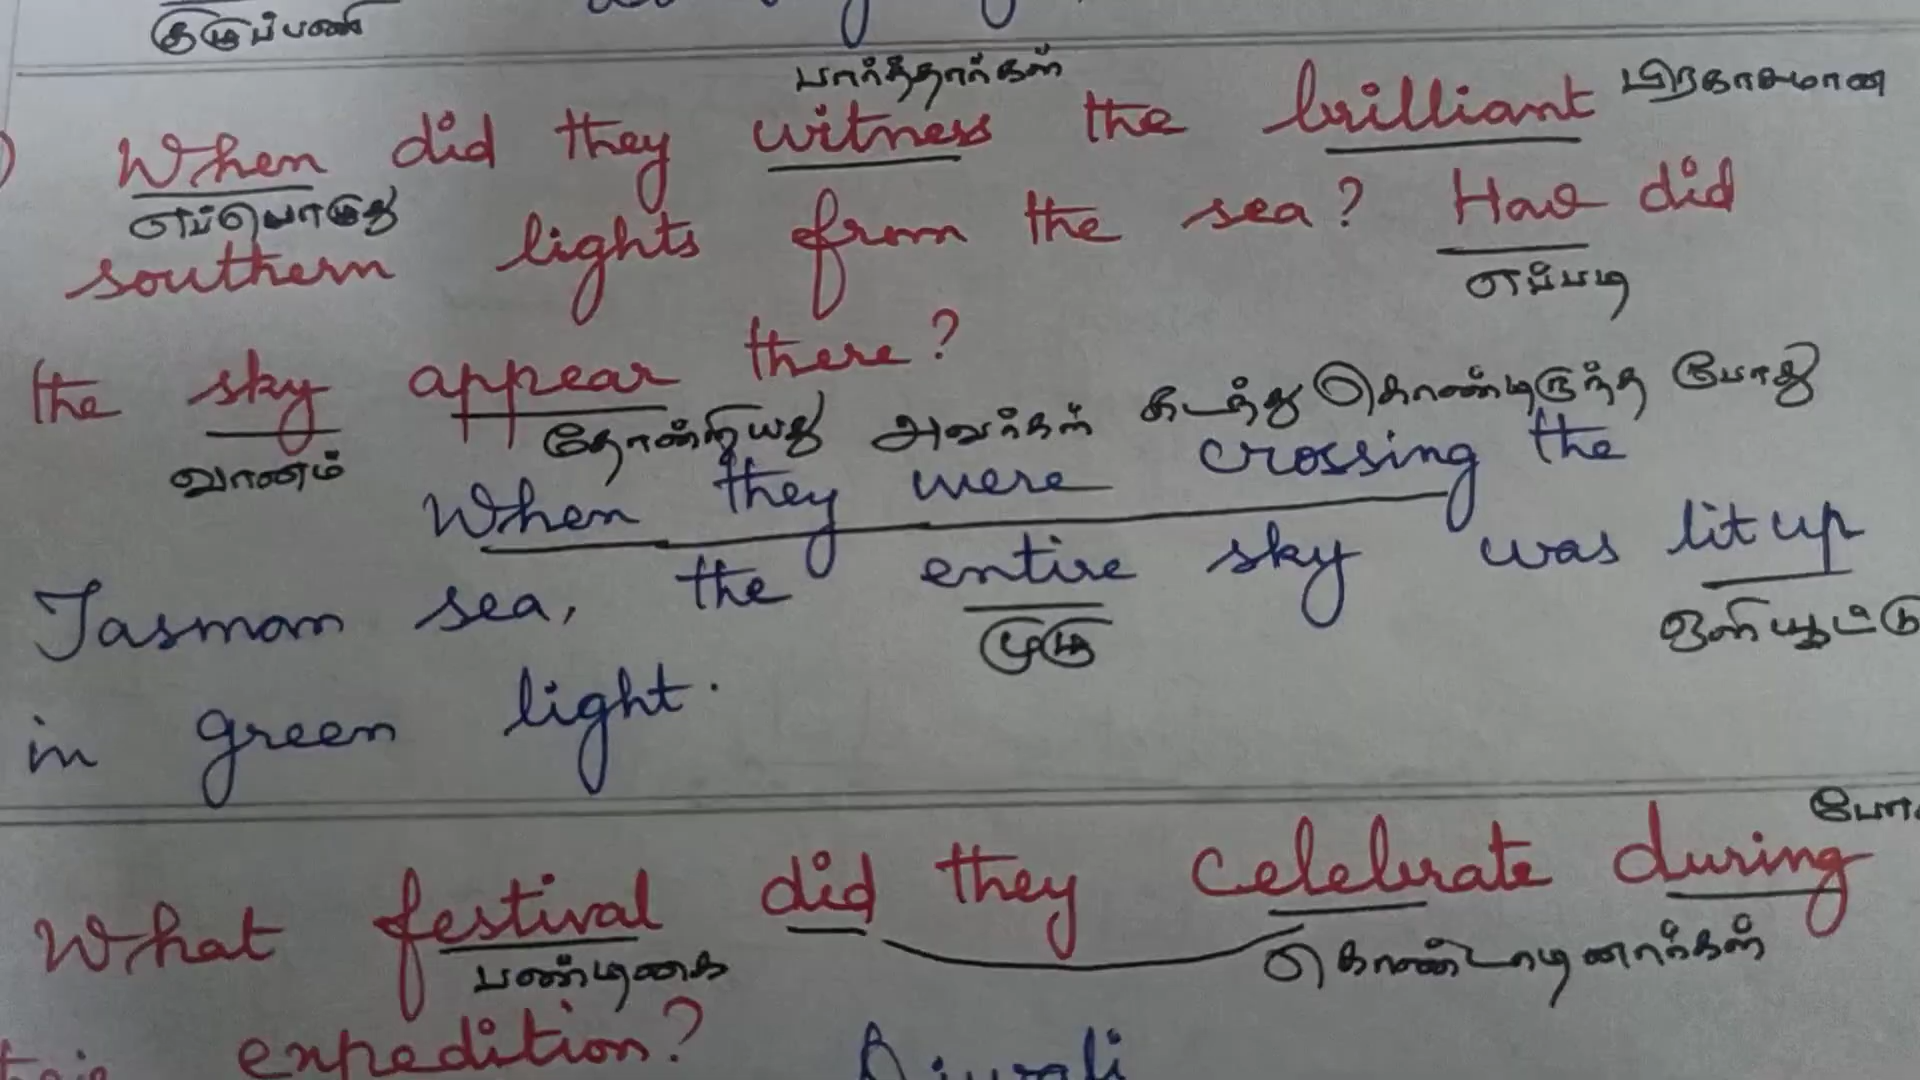 குழுப்பணி
பார்த்தார்கள் பிரகாசமான
When did they witness the brilliant
எப்பொழுது
southern lights from the sea? How did
எப்படி
the sky appear there?
வானம் தோன்றியது அவர்கள் கடந்து கொண்டிருந்த போது
When they were crossing the
Tasman sea, the entire sky was lit up
முழு ஒளியூட்டு
in green light.
What festival did they celebrate during
பண்டிகை கொண்டாடினார்கள்
expedition? Diwali